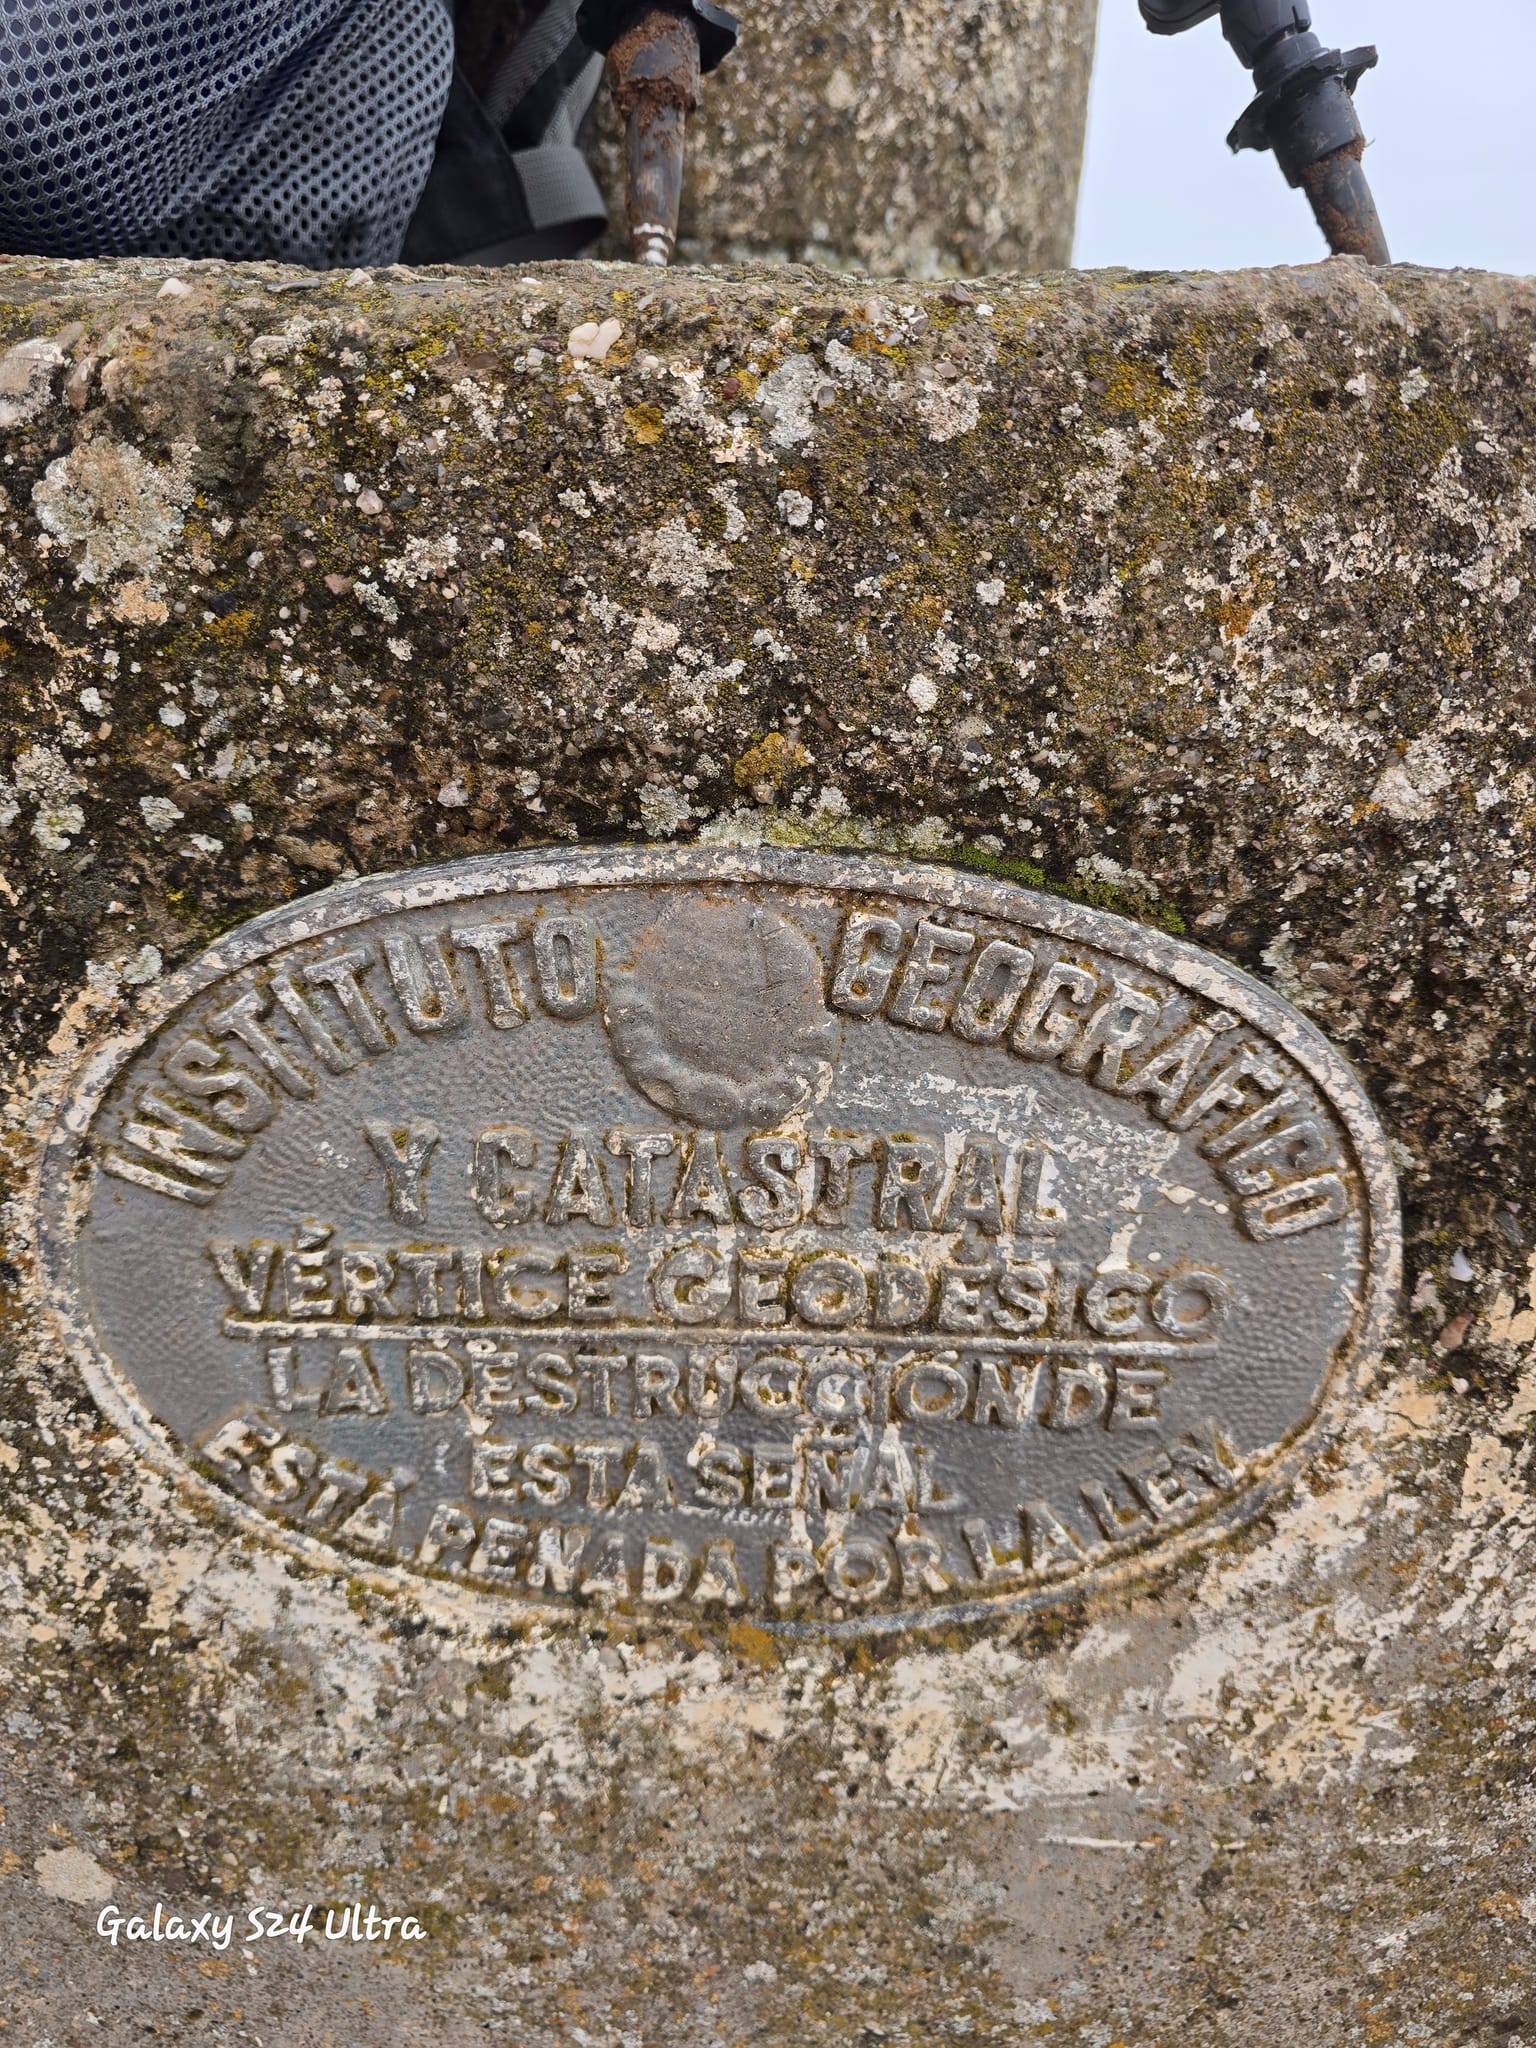 INSTITUTO GEOGRÁFICO
Y CATASTRAL
VÉRTICE GEODÉSICO
LA DESTRUCCIÓN DE
ESTA SEÑAL
ESTÁ PENADA POR LA LEY
Galaxy S24 Ultra